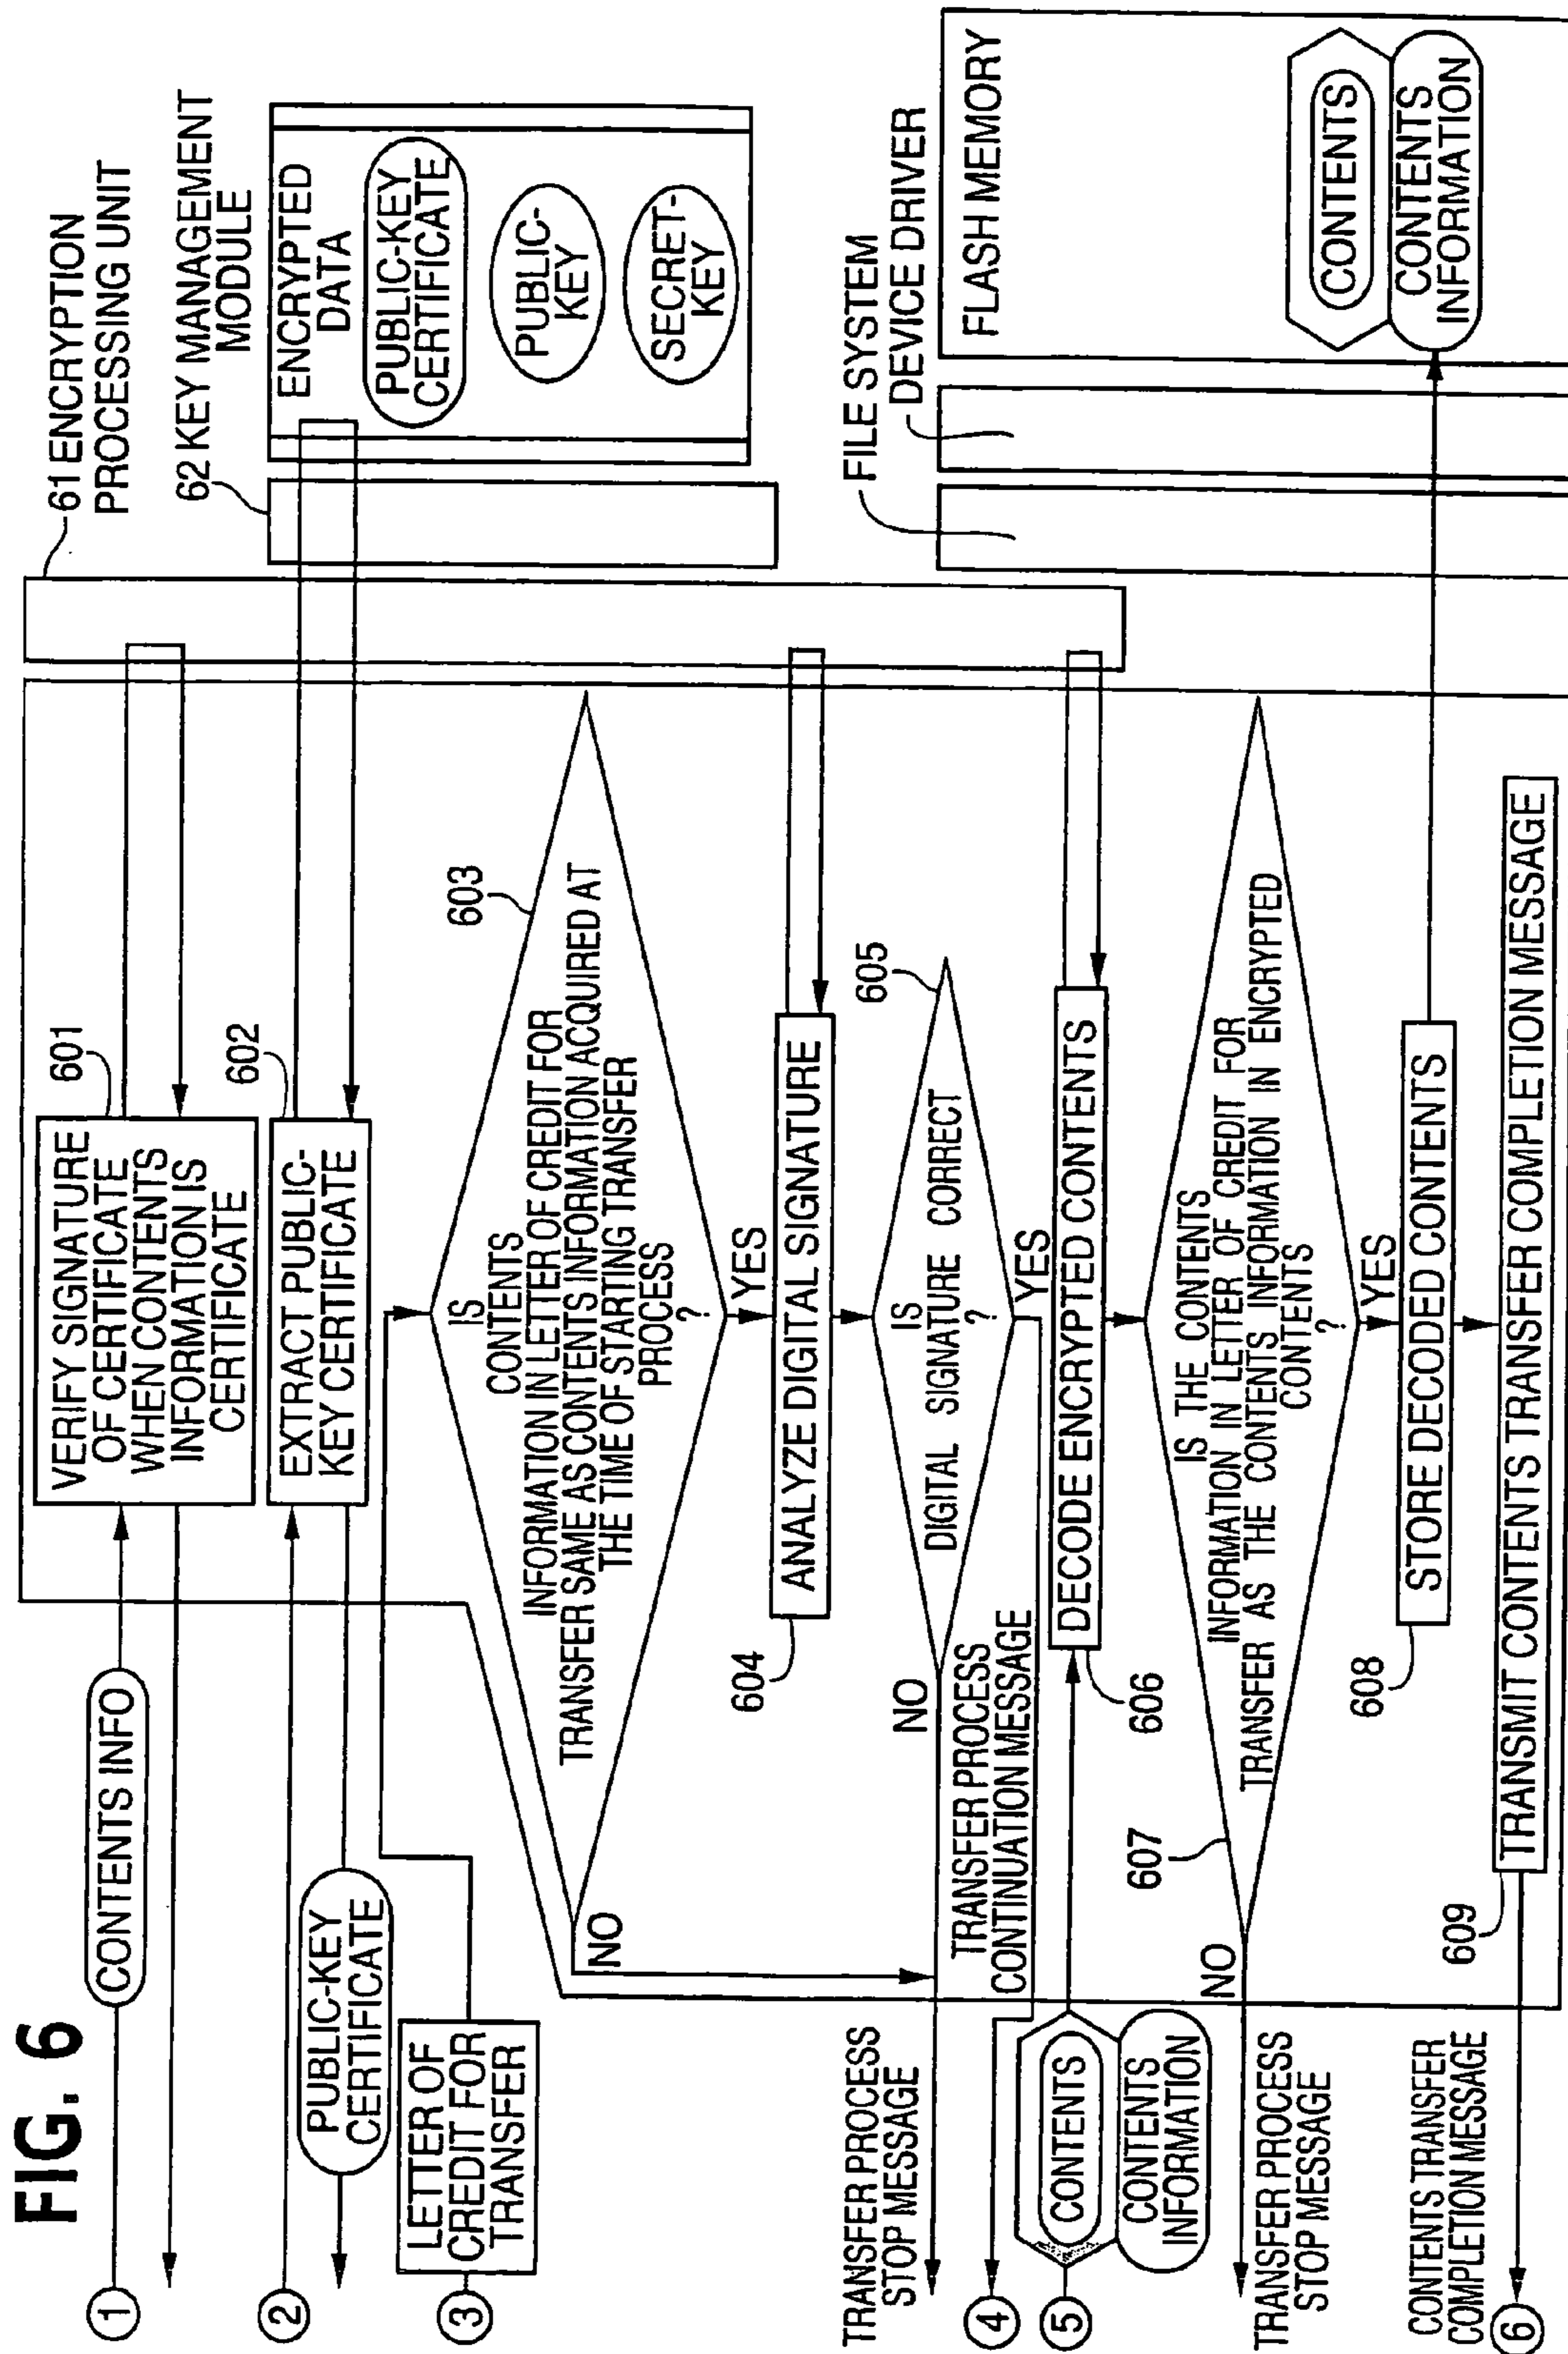 FIG. 6
61 ENCRYPTION
PROCESSING UNIT
62 KEY MANAGEMENT
MODULE
ENCRYPTED
DATA
PUBLIC-KEY
CERTIFICATE
PUBLIC-
KEY
SECRET-
KEY
FILE SYSTEM
DEVICE DRIVER
FLASH MEMORY
CONTENTS
CONTENTS
INFORMATION
1
CONTENTS INFO
601
VERIFY SIGNATURE
OF CERTIFICATE
WHEN CONTENTS
INFORMATION IS
CERTIFICATE
2
602
EXTRACT PUBLIC-
KEY CERTIFICATE
PUBLIC-KEY
CERTIFICATE
3
LETTER OF
CREDIT FOR
TRANSFER
603
IS
CONTENTS
INFORMATION IN LETTER OF CREDIT FOR
TRANSFER SAME AS CONTENTS INFORMATION ACQUIRED AT
THE TIME OF STARTING TRANSFER
PROCESS
?
NO
YES
604
ANALYZE DIGITAL SIGNATURE
605
IS
DIGITAL SIGNATURE CORRECT
?
NO
YES
TRANSFER PROCESS
STOP MESSAGE
TRANSFER PROCESS
CONTINUATION MESSAGE
4
5
CONTENTS
CONTENTS
INFORMATION
606
DECODE ENCRYPTED CONTENTS
607
IS THE CONTENTS
INFORMATION IN LETTER OF CREDIT FOR
TRANSFER AS THE CONTENTS INFORMATION IN ENCRYPTED
CONTENTS
?
NO
YES
TRANSFER PROCESS
STOP MESSAGE
608
STORE DECODED CONTENTS
609
TRANSMIT CONTENTS TRANSFER COMPLETION MESSAGE
CONTENTS TRANSFER
COMPLETION MESSAGE
6